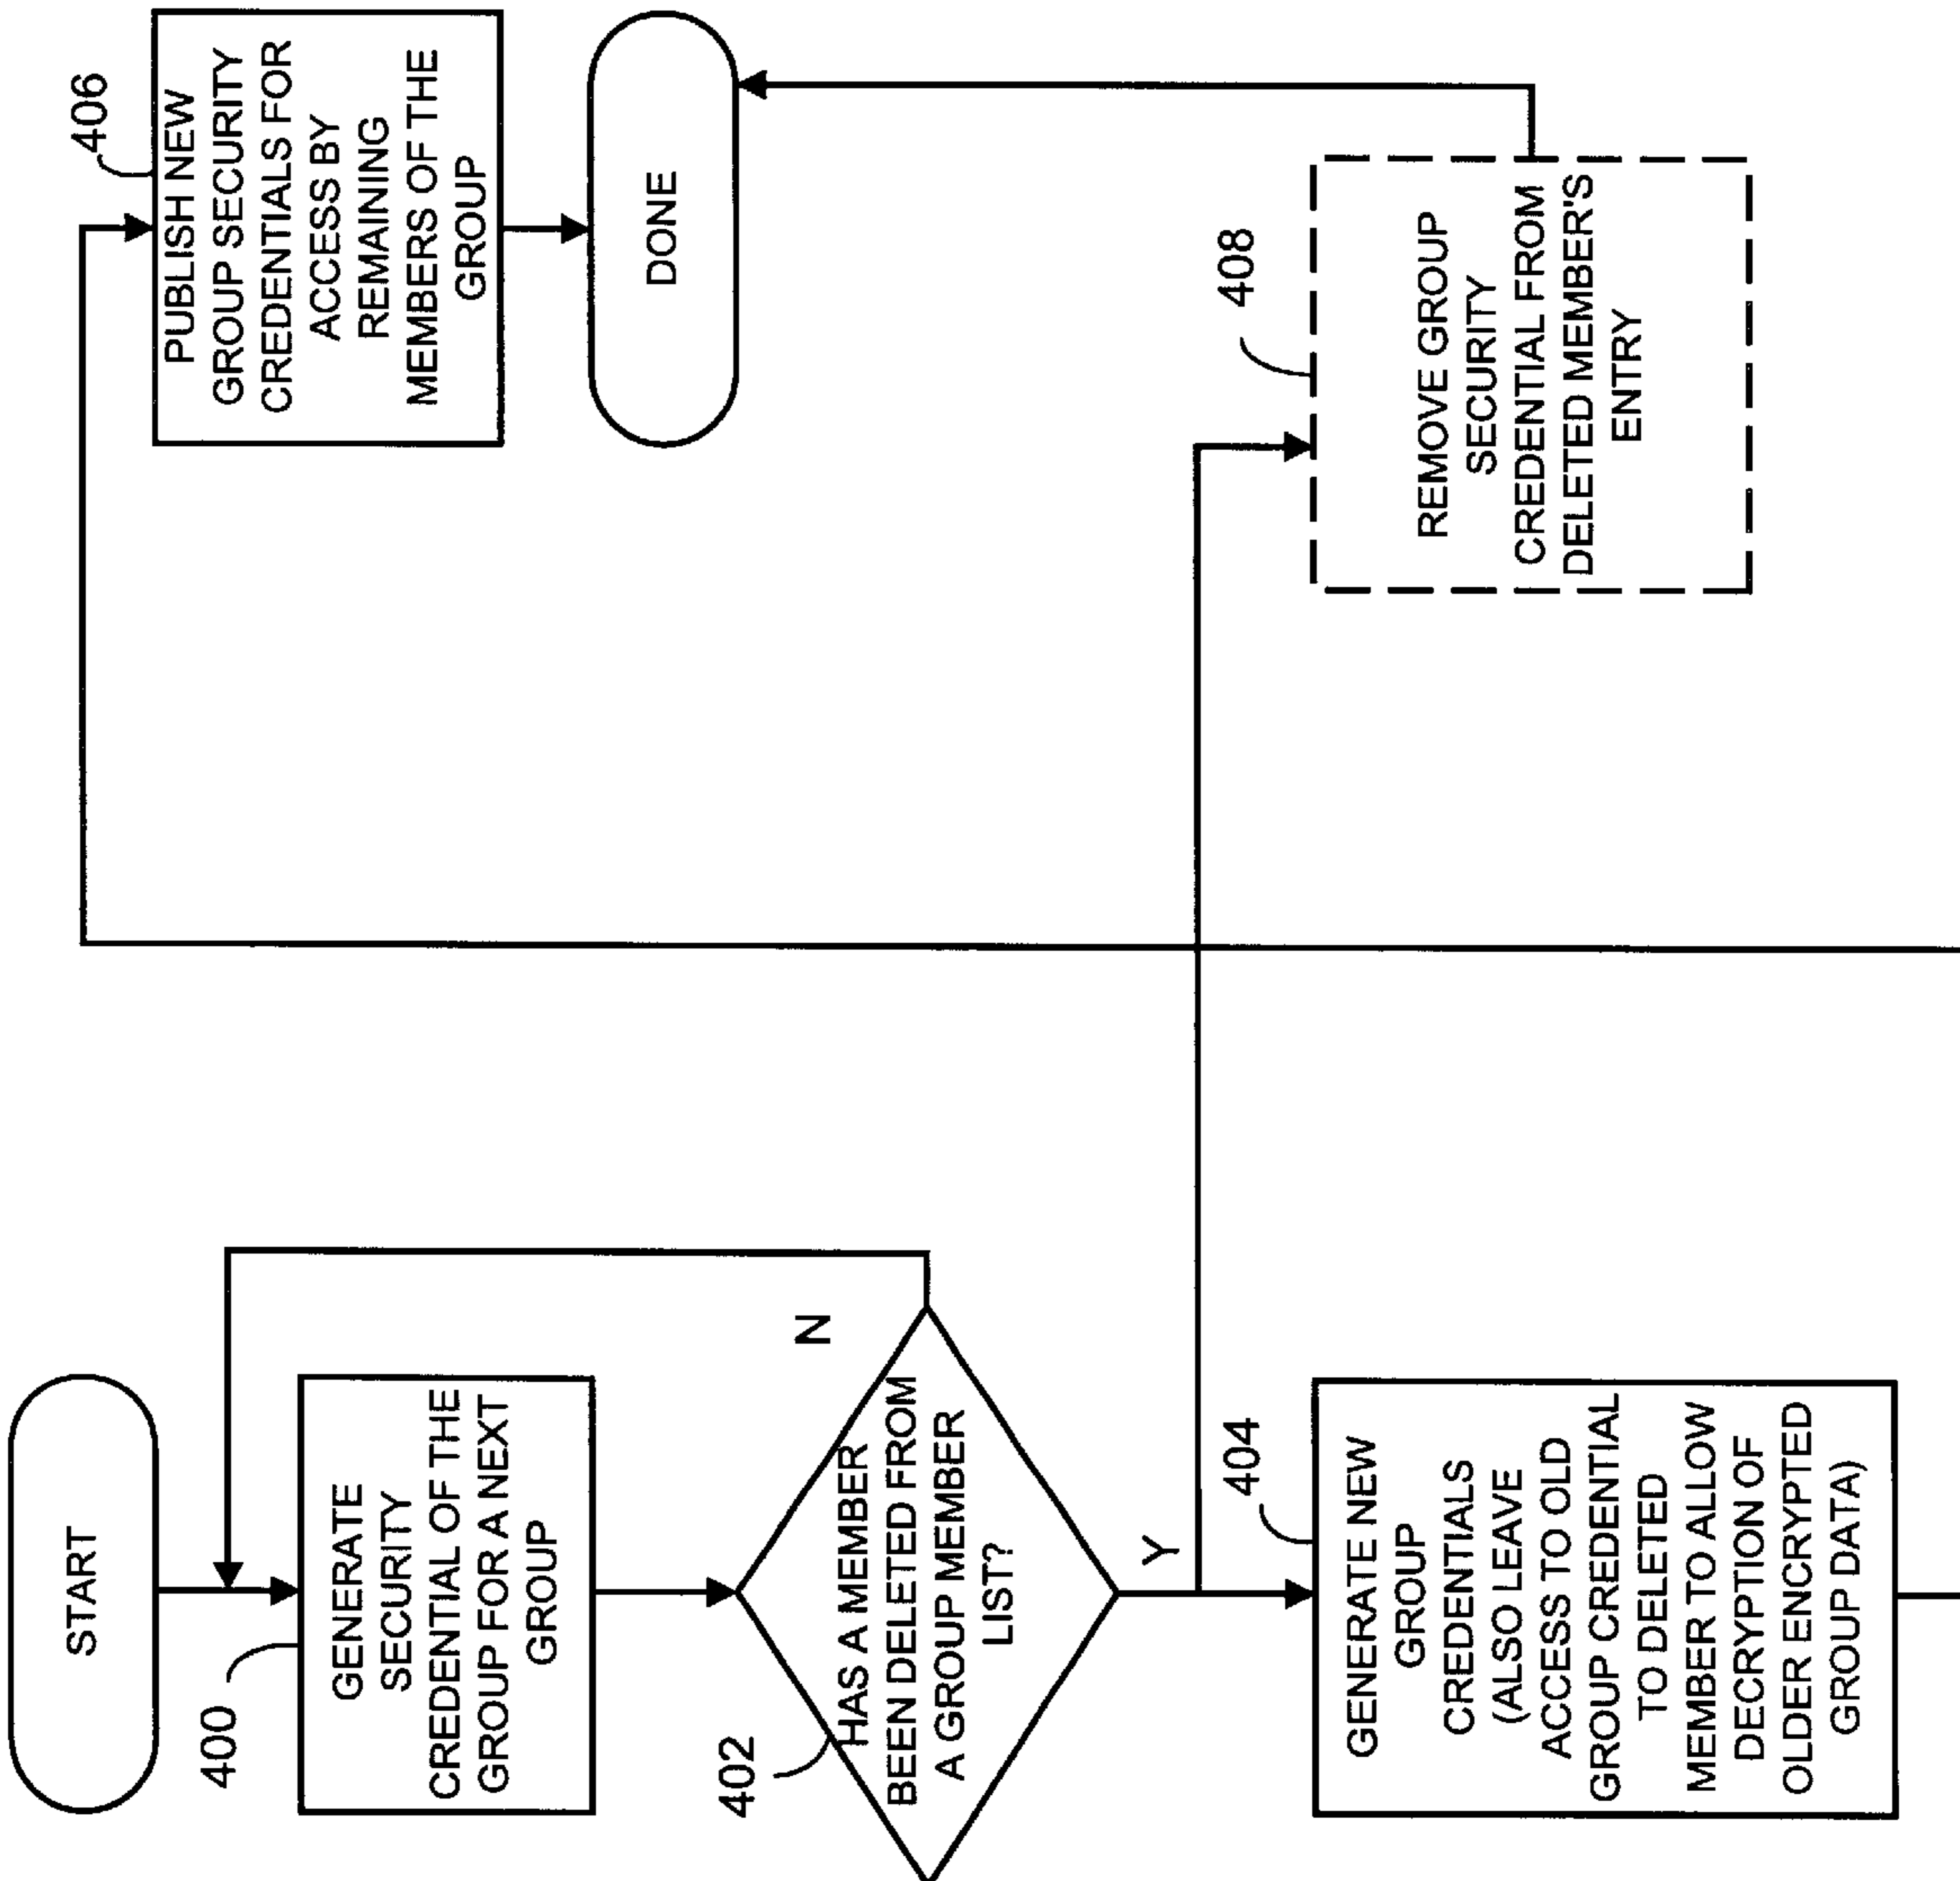 START
400
GENERATE
SECURITY
CREDENTIAL OF THE
GROUP FOR A NEXT
GROUP
402
HAS A MEMBER
BEEN DELETED FROM
A GROUP MEMBER
LIST?
N
Y
404
GENERATE NEW
GROUP
CREDENTIALS
(ALSO LEAVE
ACCESS TO OLD
GROUP CREDENTIAL
TO DELETED
MEMBER TO ALLOW
DECRYPTION OF
OLDER ENCRYPTED
GROUP DATA)
406
PUBLISH NEW
GROUP SECURITY
CREDENTIALS FOR
ACCESS BY
REMAINING
MEMBERS OF THE
GROUP
DONE
408
REMOVE GROUP
SECURITY
CREDENTIAL FROM
DELETED MEMBER'S
ENTRY